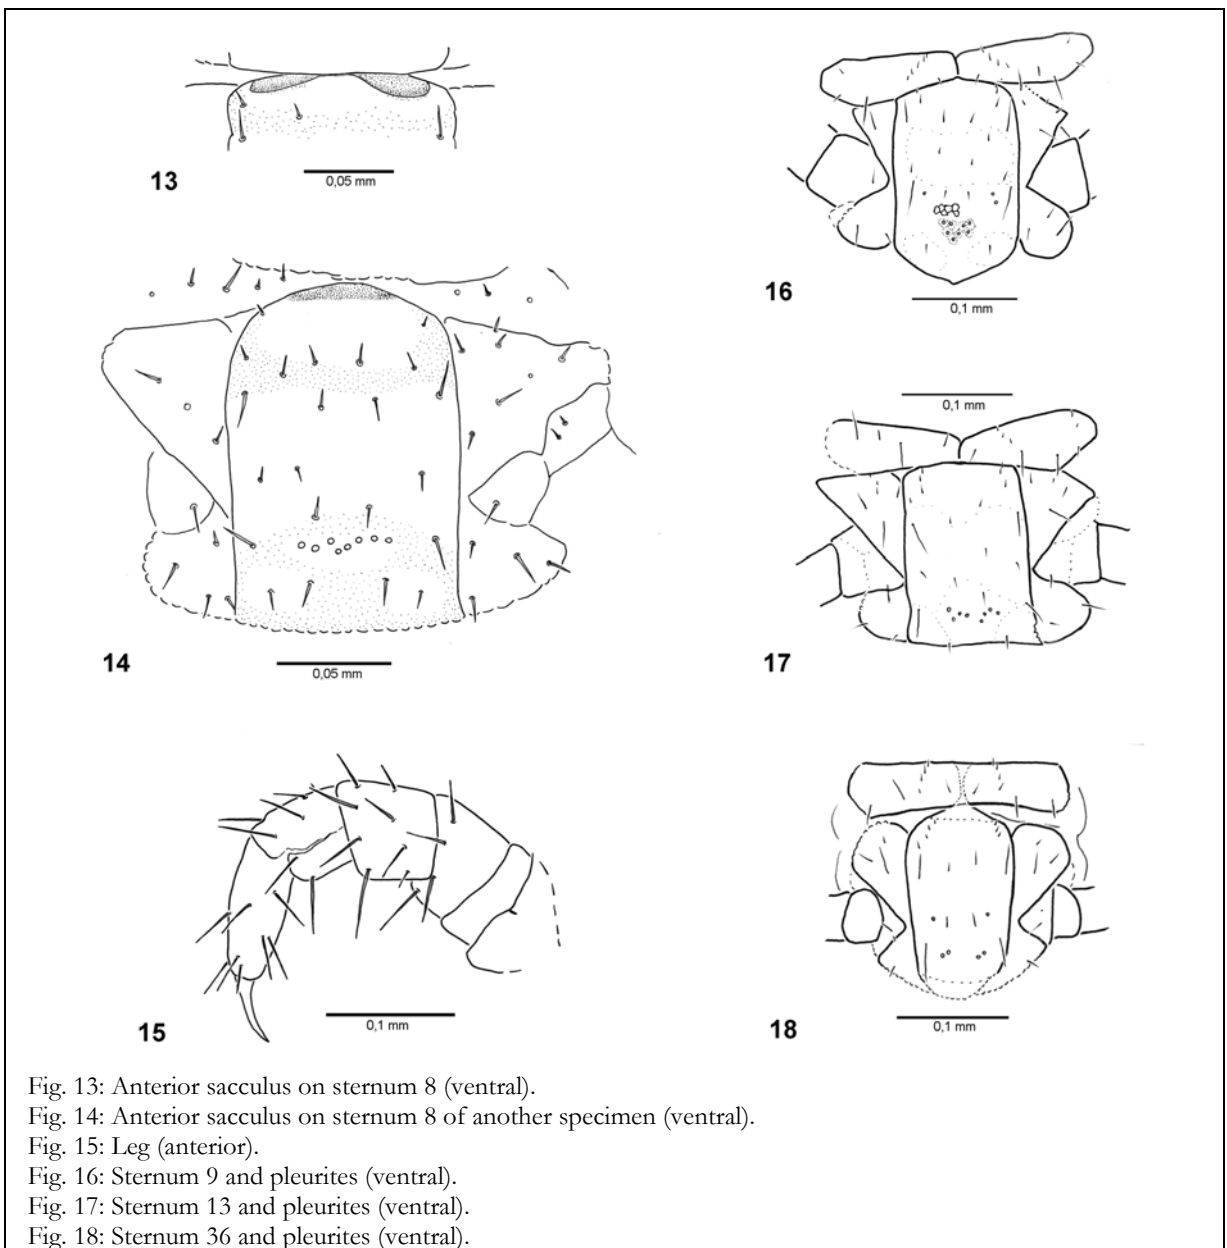 13
0,05 mm
16
0,1 mm
14
0,05 mm
0,1 mm
17
15
0,1 mm
18
0,1 mm
Fig. 13: Anterior sacculus on sternum 8 (ventral).
Fig. 14: Anterior sacculus on sternum 8 of another specimen (ventral).
Fig. 15: Leg (anterior).
Fig. 16: Sternum 9 and pleurites (ventral).
Fig. 17: Sternum 13 and pleurites (ventral).
Fig. 18: Sternum 36 and pleurites (ventral).